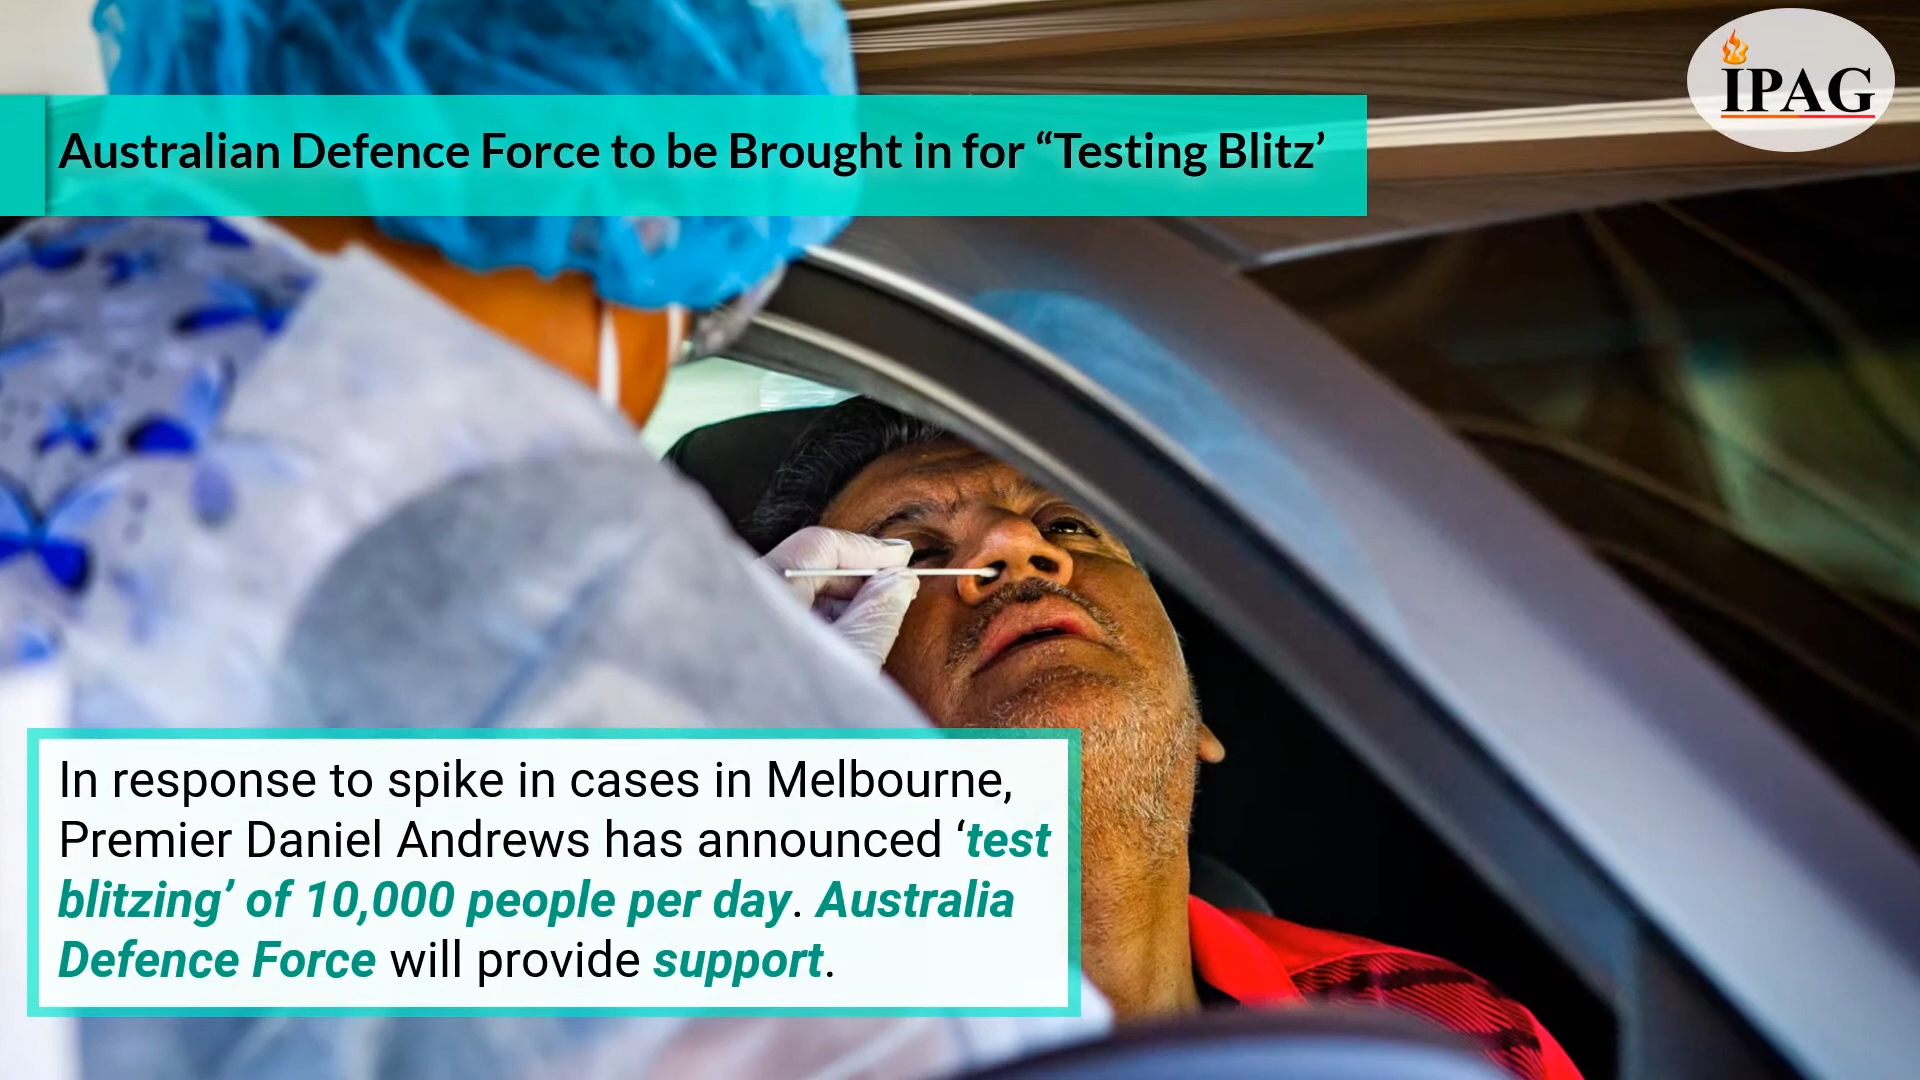 IPAG
Australian Defence Force to be Brought in for “Testing Blitz’
In response to spike in cases in Melbourne,
Premier Daniel Andrews has announced ‘test
blitzing’ of 10,000 people per day. Australia
Defence Force will provide support.